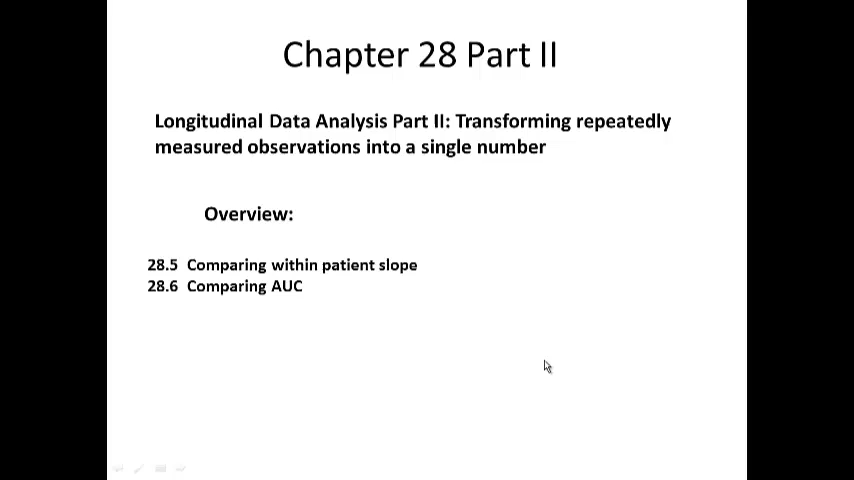 Chapter 28 Part II
Longitudinal Data Analysis Part II: Transforming repeatedly
measured observations into a single number
Overview:
28.5 Comparing within patient slope
28.6 Comparing AUC